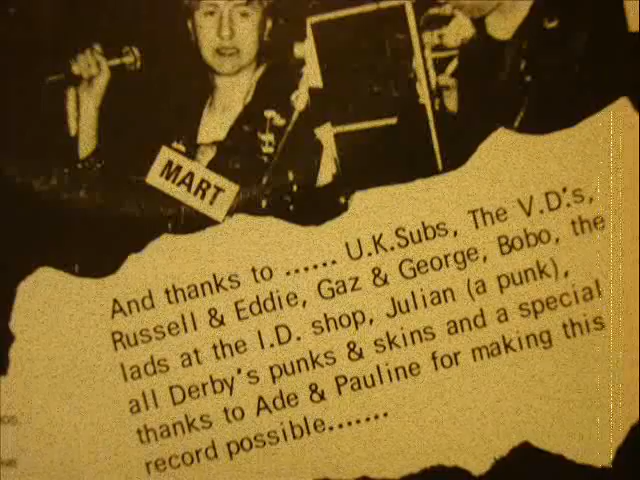 MART
And thanks to ...... U.K.Subs, The V.D.'s,
Russell & Eddie, Gaz & George, Bobo, the
lads at the I.D. shop, Julian (a punk),
all Derby's punks & skins and a special
thanks to Ade & Pauline for making this
record possible.......